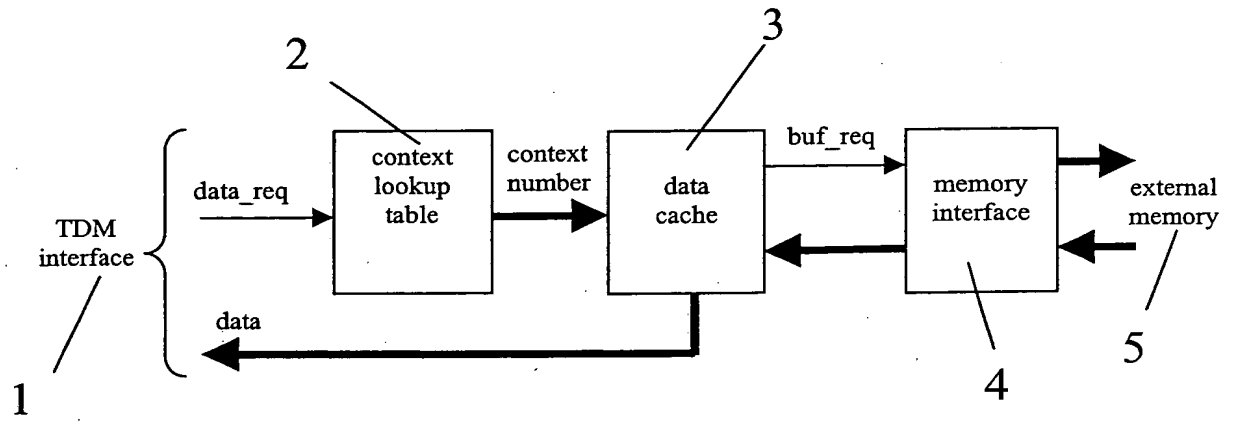 2
3
context
lookup
table
context
number
data
cache
buf_req
memory
interface
external
memory
data_req
TDM
interface
data
1
4
5